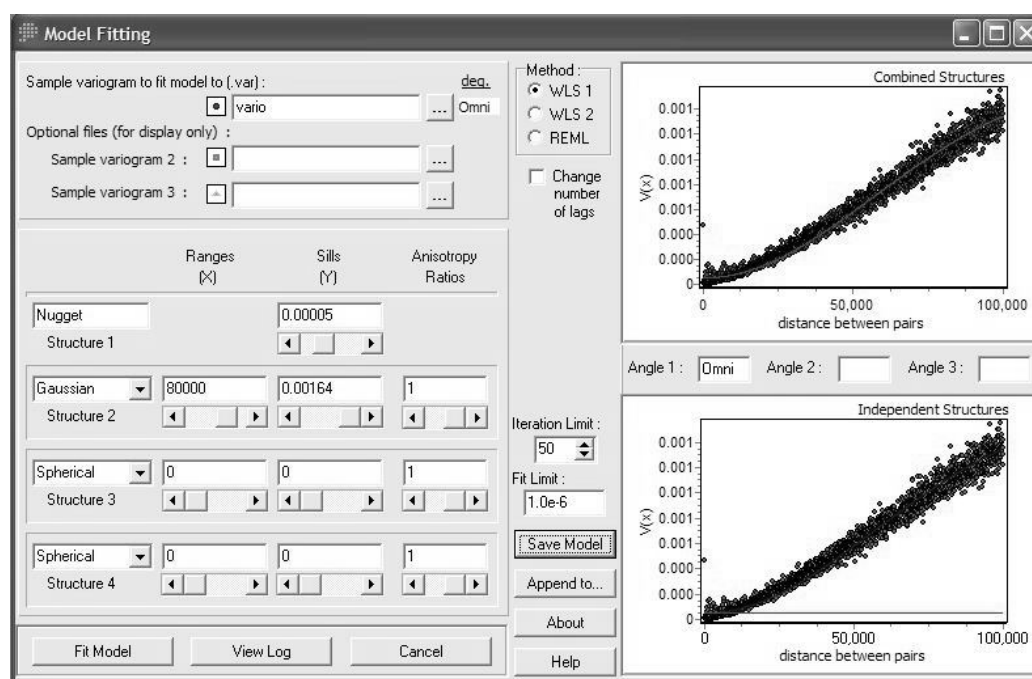 Model Fitting
Sample variogram to fit model to (.var) : deg.
vario ... Omni
Optional files (for display only) :
Sample variogram 2 : ...
Sample variogram 3 : ...
Method :
WLS 1
WLS 2
REML
Change
number
of lags
Ranges Sills Anisotropy
(X) (Y) Ratios
Nugget 0.00005
Structure 1
Gaussian 80000 0.00164 1
Structure 2
Spherical 0 0 1
Structure 3
Spherical 0 0 1
Structure 4
Iteration Limit :
50
Fit Limit :
1.0e-6
Save Model
Append to...
About
Help
Fit Model View Log Cancel
Combined Structures
V(x)
0.001
0.001
0.001
0.001
0.000
0.000
0
0 50,000 100,000
distance between pairs
Angle 1 : Omni Angle 2 : Angle 3 :
Independent Structures
V(x)
0.001
0.001
0.001
0.001
0.000
0.000
0
0 50,000 100,000
distance between pairs